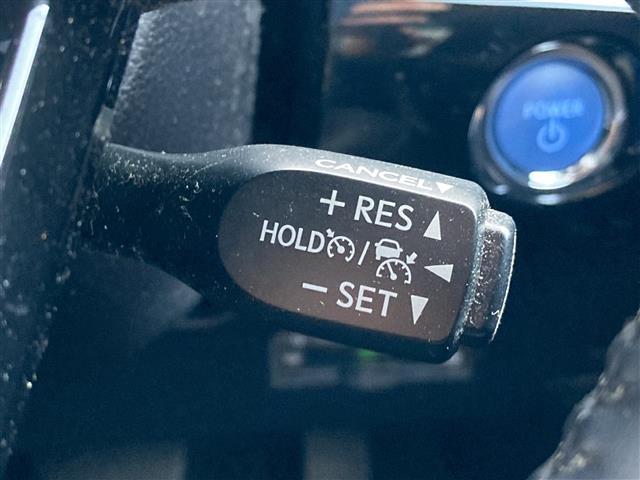 POWER
CANCEL
+ RES
HOLD /
- SET